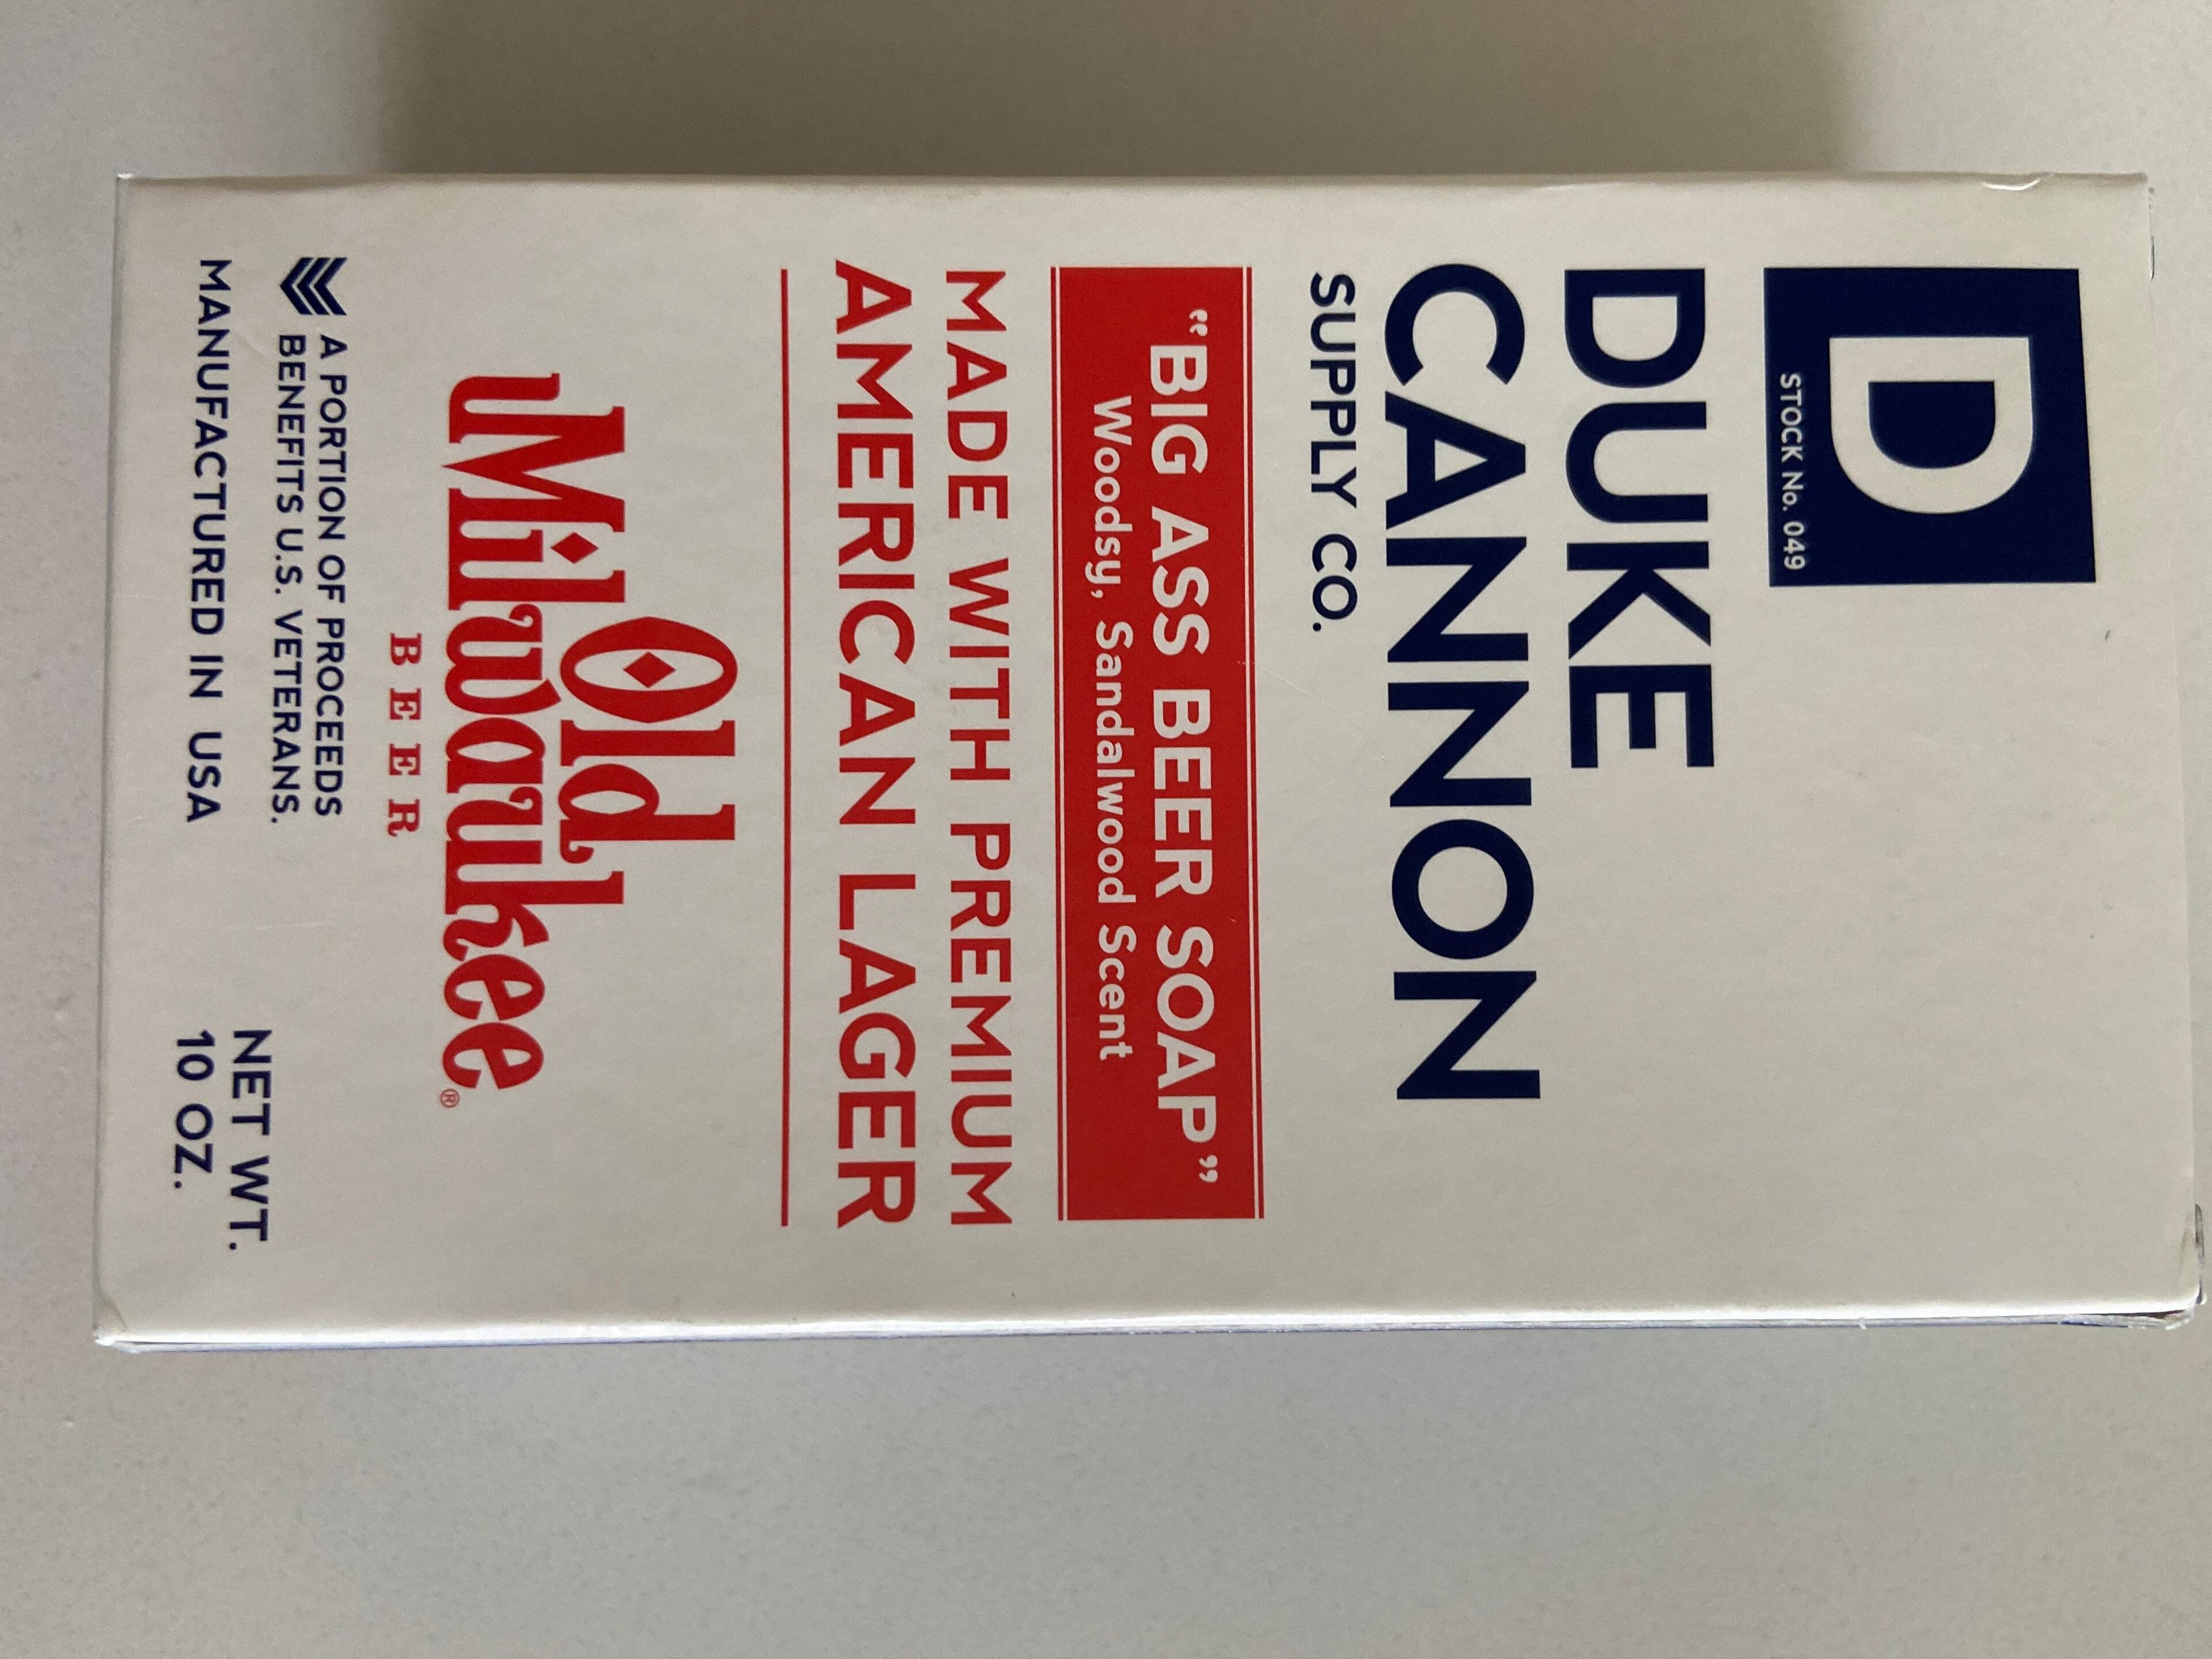 D
STOCK No. 049
DUKE
CANNON
SUPPLY CO.
"BIG ASS BEER SOAP"
Woodsy, Sandalwood Scent
MADE WITH PREMIUM
AMERICAN LAGER
Old
Milwaukee®
BEER
A PORTION OF PROCEEDS
BENEFITS U.S. VETERANS.
MANUFACTURED IN USA
NET WT.
10 OZ.